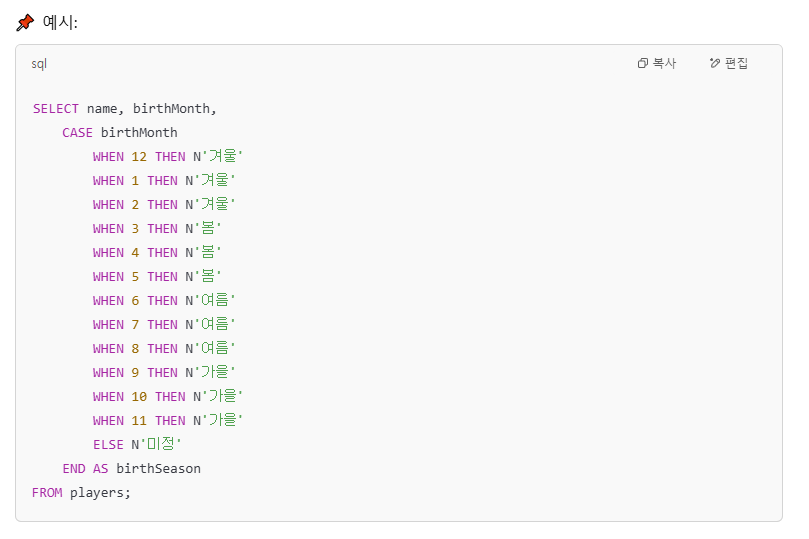 📌 예시:
sql
복사
편집
SELECT name, birthMonth,
    CASE birthMonth
        WHEN 12 THEN N'겨울'
        WHEN 1 THEN N'겨울'
        WHEN 2 THEN N'겨울'
        WHEN 3 THEN N'봄'
        WHEN 4 THEN N'봄'
        WHEN 5 THEN N'봄'
        WHEN 6 THEN N'여름'
        WHEN 7 THEN N'여름'
        WHEN 8 THEN N'여름'
        WHEN 9 THEN N'가을'
        WHEN 10 THEN N'가을'
        WHEN 11 THEN N'가을'
        ELSE N'미정'
    END AS birthSeason
FROM players;